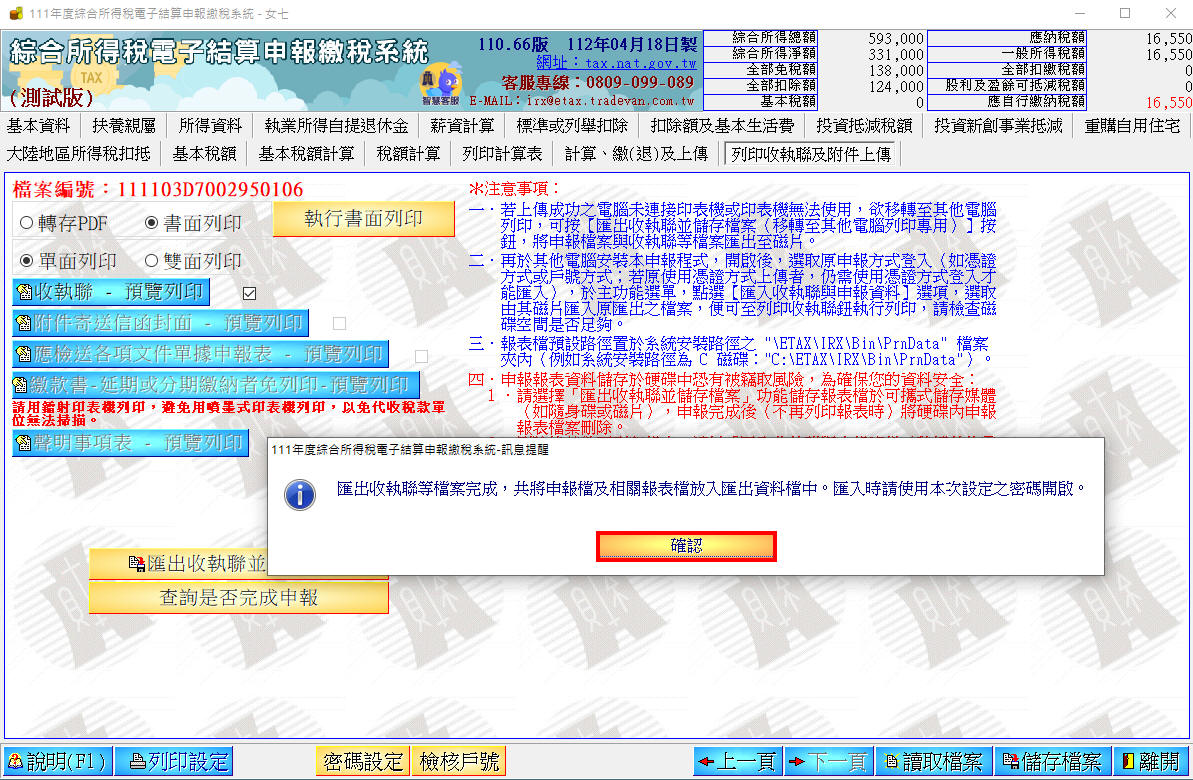 111年度綜合所得稅電子結算申報繳稅系統 - 女七
綜合所得稅電子結算申報繳稅系統
(測試版)
TAX
智慧客服
110.66版 112年04月18日製
網址：tax.nat.gov.tw
客服專線：0809-099-089
E-MAIL：irx@etax.tradevan.com.tw
綜合所得總額 593,000 應納稅額 16,550
綜合所得淨額 331,000 一般所得稅額 16,550
全部免稅額 138,000 全部扣繳稅額 0
全部扣除額 124,000 股利及盈餘可抵減稅額 0
基本稅額 0 應自行繳納稅額 16,550
基本資料 扶養親屬 所得資料 執業所得自提退休金 薪資計算 標準或列舉扣除 扣除額及基本生活費 投資抵減稅額 投資新創事業抵減 重購自用住宅
大陸地區所得稅扣抵 基本稅額 基本稅額計算 稅額計算 列印計算表 計算、繳(退)及上傳 列印收執聯及附件上傳
檔案編號：111103D7002950106
轉存PDF 書面列印 執行書面列印
單面列印 雙面列印
收執聯 - 預覽列印
附件寄送信函封面 - 預覽列印
應檢送各項文件單據申報表 - 預覽列印
繳款書-延期或分期繳納者免列印-預覽列印
請用鐳射印表機列印，避免用噴墨式印表機列印，以免代收稅款單
位無法掃描。
聲明事項表 - 預覽列印
匯出收執聯並
查詢是否完成申報
＊注意事項：
一．若上傳成功之電腦未連接印表機或印表機無法使用，欲移轉至其他電腦
列印，可按［匯出收執聯並儲存檔案（移轉至其他電腦列印專用）］按
鈕，將申報檔案與收執聯等檔案匯出至磁片。
二．再於其他電腦安裝本申報程式，開啟後，選取原申報方式登入（如憑證
方式或戶號方式；若原使用憑證方式上傳者，仍需使用憑證方式登入才
能匯入），於主功能選單，點選［匯入收執聯與申報資料］選項，選取
由其磁片匯入原匯出之檔案，便可至列印收執聯鈕執行列印，請檢查磁
碟空間是否足夠。
三．報表檔預設路徑置於系統安裝路徑之 "\ETAX\IRX\Bin\PrnData" 檔案
夾內（例如系統安裝路徑為 C 磁碟："C:\ETAX\IRX\Bin\PrnData"）。
四．申報報表資料儲存於硬碟中恐有被竊取風險，為確保您的資料安全：
1．請選擇「匯出收執聯並儲存檔案」功能儲存報表檔於可攜式儲存媒體
（如隨身碟或磁片），申報完成後（不再列印報表時）將硬碟內申報
報表檔案刪除。
111年度綜合所得稅電子結算申報繳稅系統-訊息提醒
匯出收執聯等檔案完成，共將申報檔及相關報表檔放入匯出資料檔中。匯入時請使用本次設定之密碼開啟。
確認
說明(F1) 列印設定 密碼設定 檢核戶號 上一頁 下一頁 讀取檔案 儲存檔案 離開